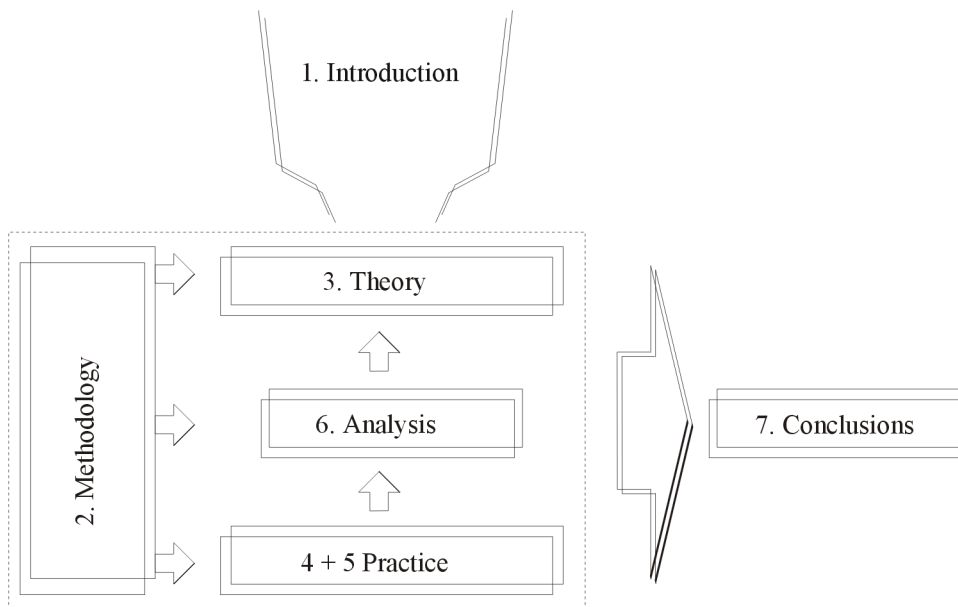 1. Introduction
3. Theory
2. Methodology
6. Analysis
7. Conclusions
4 + 5 Practice